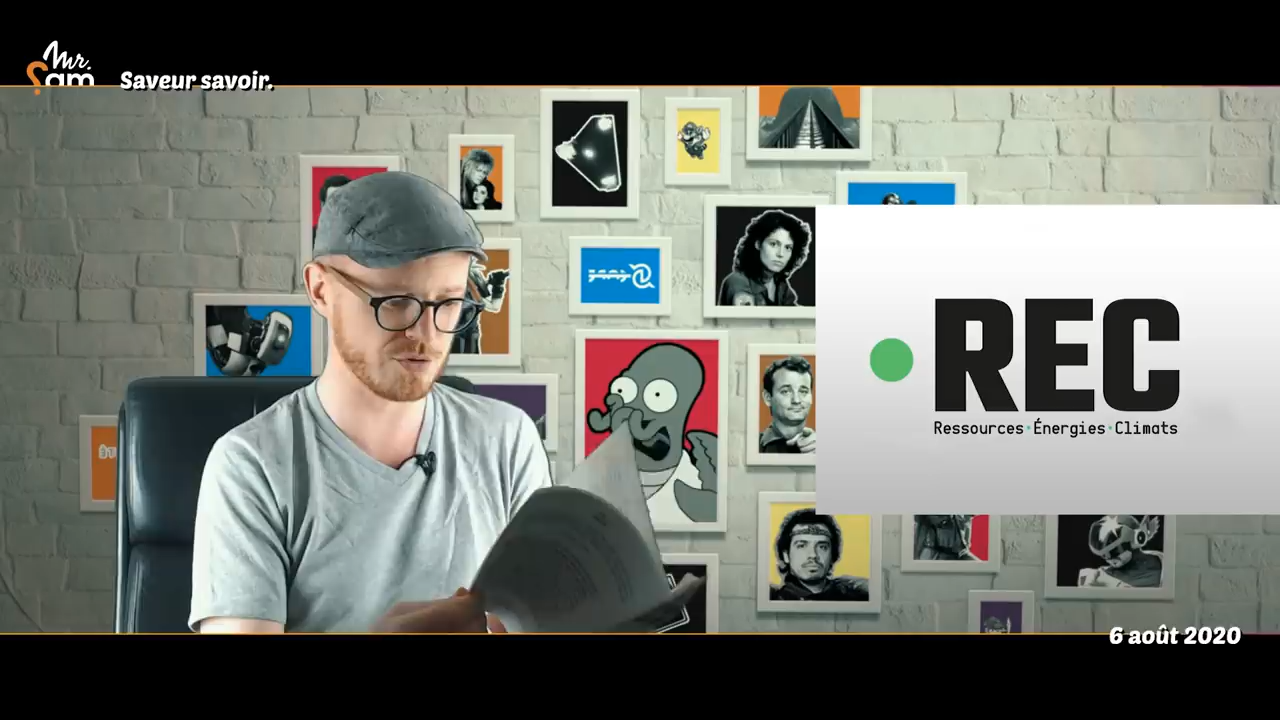 Mr.
Sam
Saveur savoir.
REC
Ressources·Énergies·Climats
6 août 2020